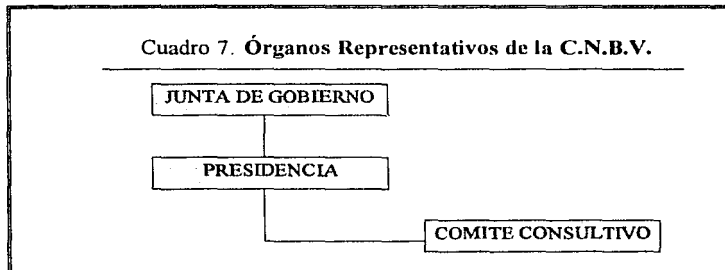 Cuadro 7. Órganos Representativos de la C.N.B.V.
JUNTA DE GOBIERNO
PRESIDENCIA
COMITE CONSULTIVO